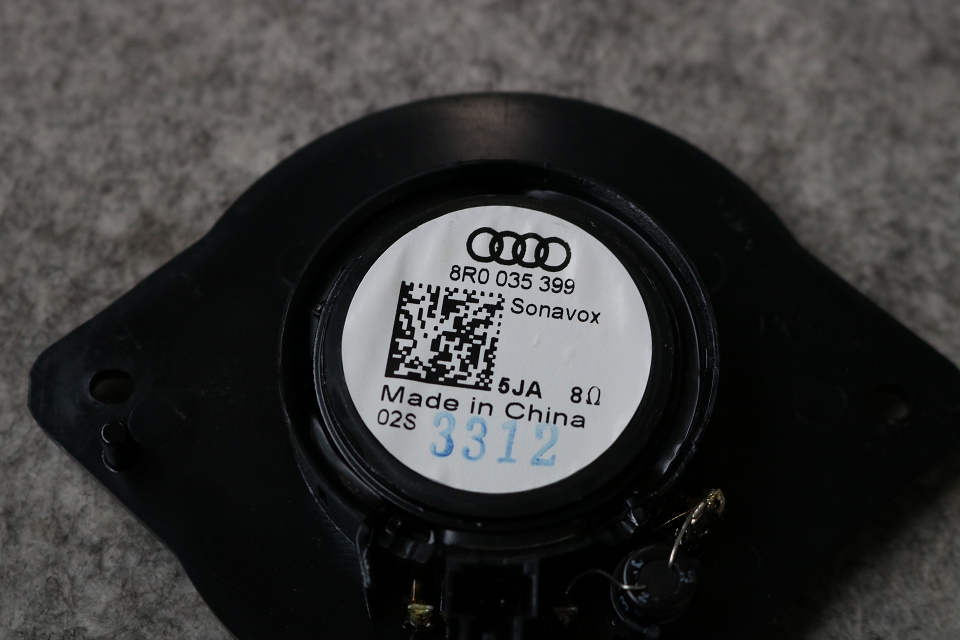 8R0 035 399
Sonavox
5JA 8Ω
Made in China
02S 3312